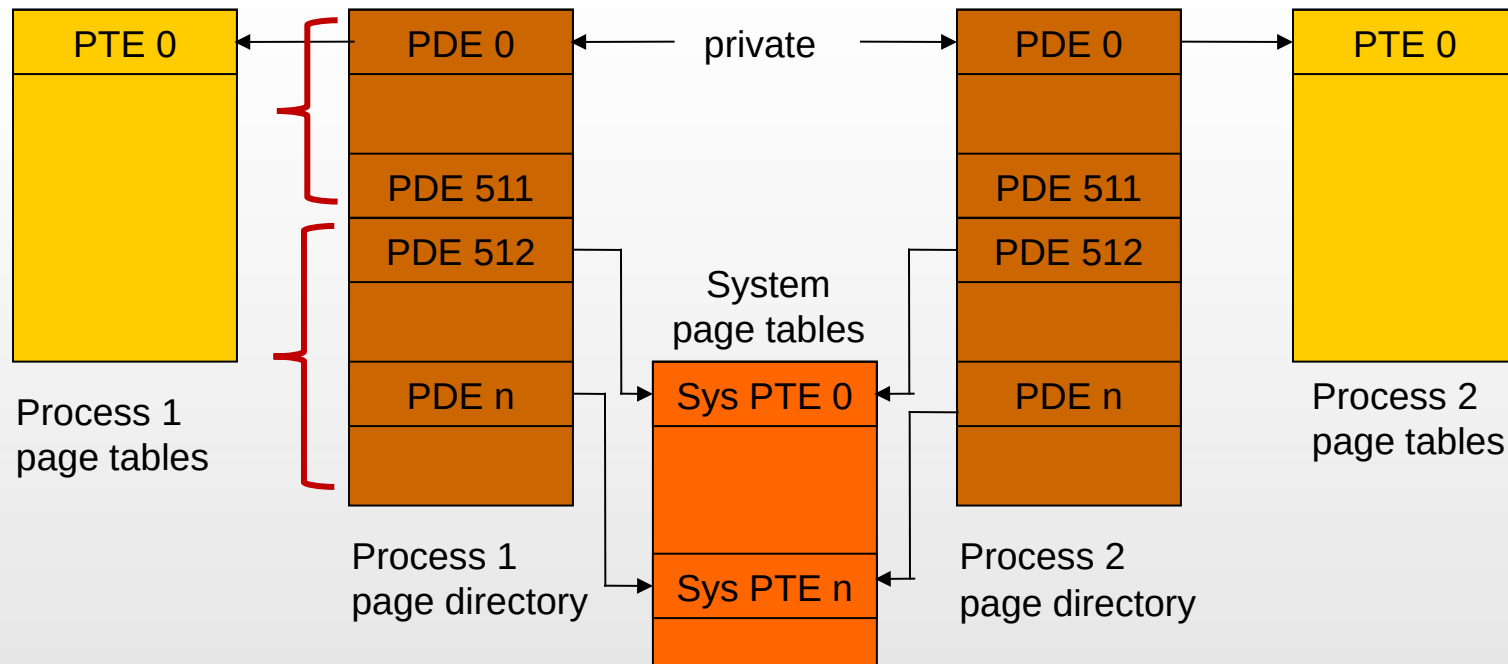 PTE 0
PDE 0
private
PDE 0
PTE 0
PDE 511
PDE 511
PDE 512
PDE 512
System
page tables
PDE n
Sys PTE 0
PDE n
Process 1
page tables
Process 2
page tables
Process 1
page directory
Sys PTE n
Process 2
page directory